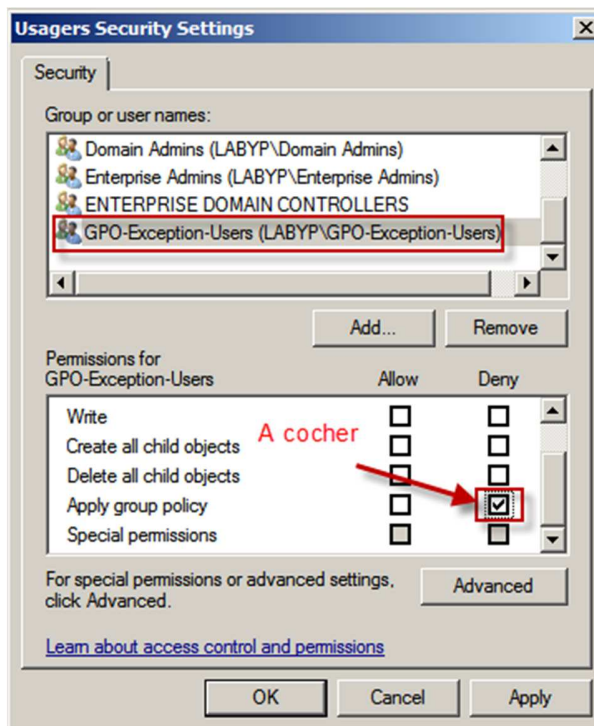 Usagers Security Settings
Security
Group or user names:
Domain Admins (LABYP\Domain Admins)
Enterprise Admins (LABYP\Enterprise Admins)
ENTERPRISE DOMAIN CONTROLLERS
GPO-Exception-Users (LABYP\GPO-Exception-Users)
Add...
Remove
Permissions for
GPO-Exception-Users
Allow
Deny
Write
Create all child objects
A cocher
Delete all child objects
Apply group policy
Special permissions
For special permissions or advanced settings,
click Advanced.
Advanced
Learn about access control and permissions
OK
Cancel
Apply